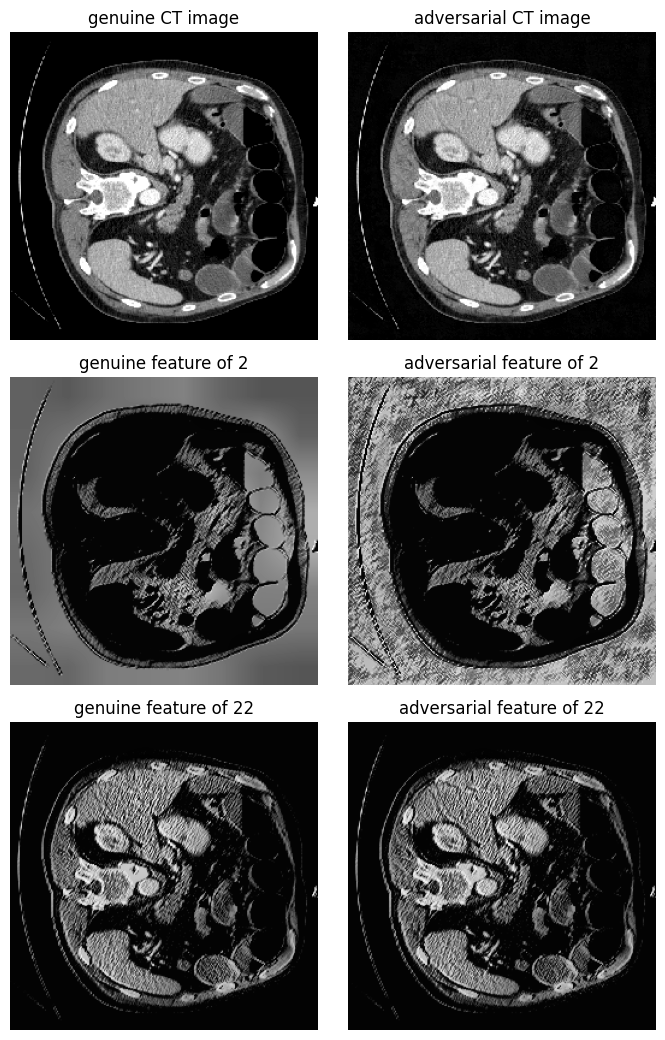 genuine CT image
adversarial CT image
genuine feature of 2
adversarial feature of 2
genuine feature of 22
adversarial feature of 22